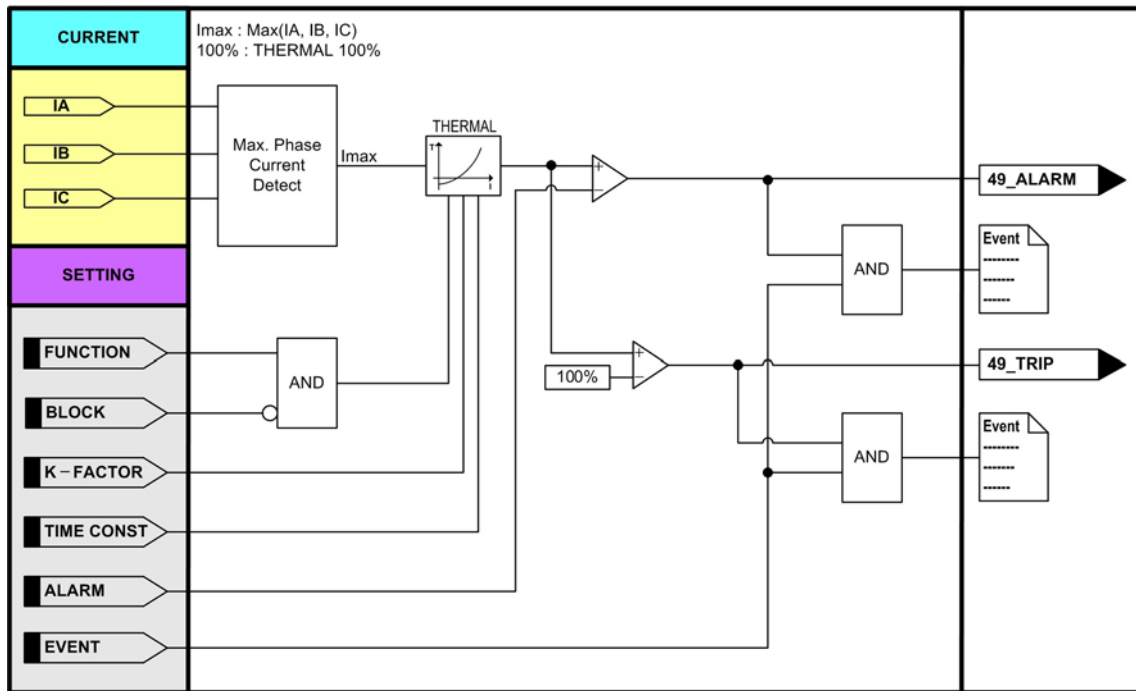 CURRENT
Imax : Max(IA, IB, IC)
100% : THERMAL 100%
IA
IB
IC
Max. Phase
Current
Detect
Imax
THERMAL
T
I
+
−
49_ALARM
Event
AND
SETTING
FUNCTION
BLOCK
AND
K−FACTOR
TIME CONST
ALARM
EVENT
100%
+
−
49_TRIP
Event
AND